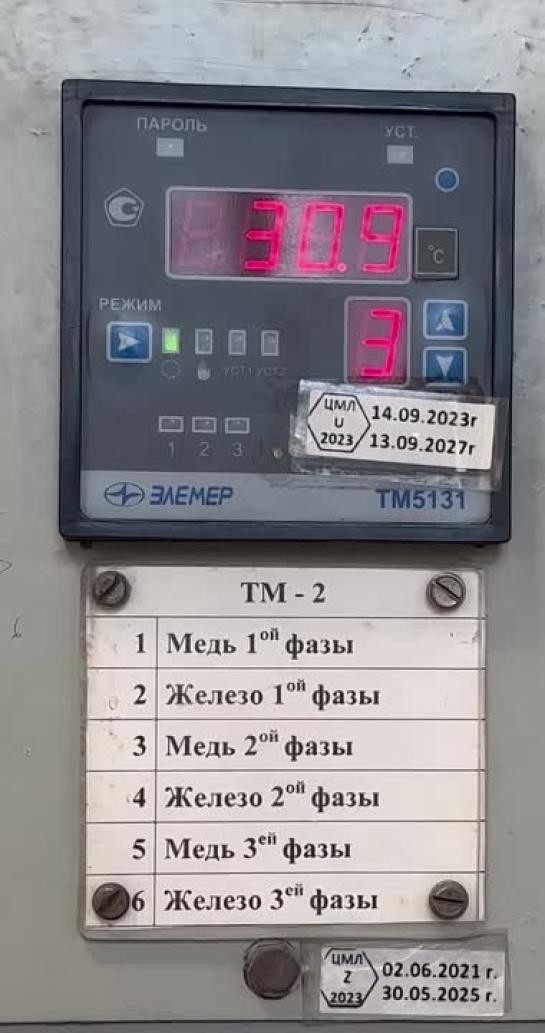 ПАРОЛЬ УСТ.
30.9
°C
РЕЖИМ
3
УСТ1 УСТ2
ЦМЛ
U
2023
14.09.2023г
13.09.2027г
1 2 3
ЭЛЕМЕР
ТМ5131
ТМ - 2
1 Медь 1ой фазы
2 Железо 1ой фазы
3 Медь 2ой фазы
4 Железо 2ой фазы
5 Медь 3ей фазы
6 Железо 3ей фазы
ЦМЛ
Z
2023
02.06.2021 г.
30.05.2025 г.